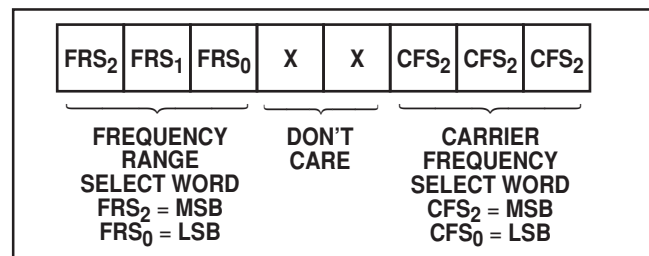 FRS₂ FRS₁ FRS₀ X X CFS₂ CFS₂ CFS₂
FREQUENCY
RANGE
SELECT WORD
FRS₂ = MSB
FRS₀ = LSB
DON'T
CARE
CARRIER
FREQUENCY
SELECT WORD
CFS₂ = MSB
CFS₀ = LSB